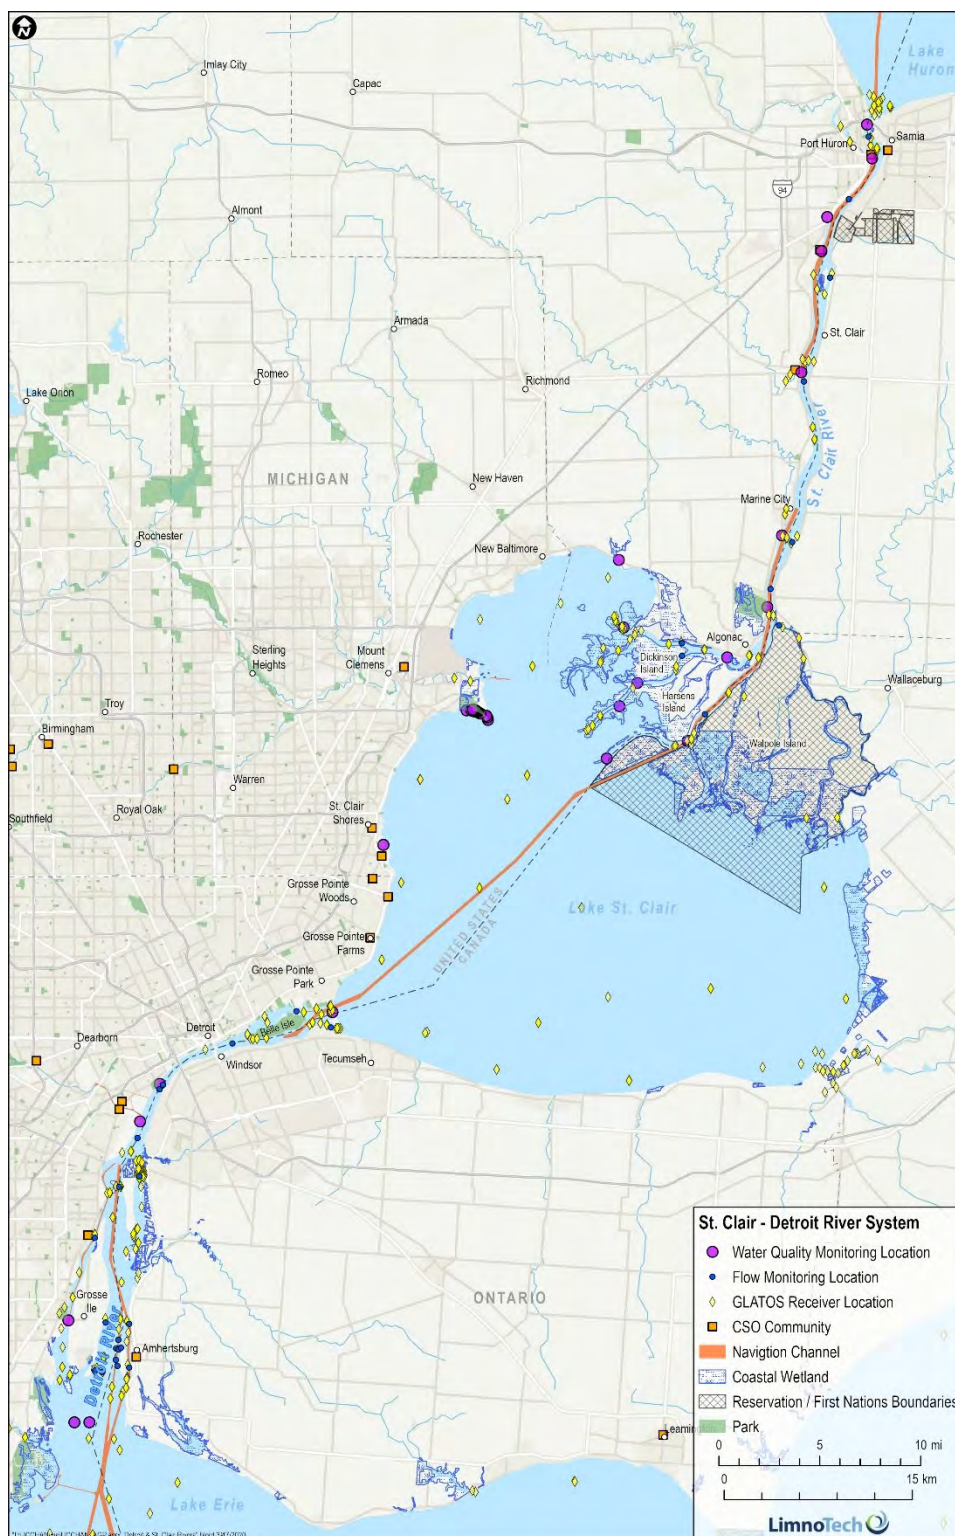 N
Imlay City
Capac
Lake
Huron
Port Huron
Sarnia
94
Almont
Armada
St. Clair
Romeo
Richmond
Lake Orion
St. Clair River
MICHIGAN
New Haven
Marine City
Rochester
New Baltimore
Algonac
Sterling
Heights
Mount
Clemens
Dickinson
Island
Wallaceburg
Harsens
Island
Troy
Birmingham
Walpole Island
Warren
Royal Oak
St. Clair
Shores
Southfield
Grosse Pointe
Woods
Lake St. Clair
UNITED STATES
CANADA
Grosse Pointe
Farms
Grosse Pointe
Park
Belle Isle
Detroit
Dearborn
Windsor
Tecumseh
St. Clair - Detroit River System
Water Quality Monitoring Location
Flow Monitoring Location
GLATOS Receiver Location
CSO Community
Navigtion Channel
Coastal Wetland
Reservation / First Nations Boundaries
Park
0 5 10 mi
0 15 km
LimnoTech
ONTARIO
Grosse
Ile
Detroit River
Amhertsburg
Leamington
Lake Erie